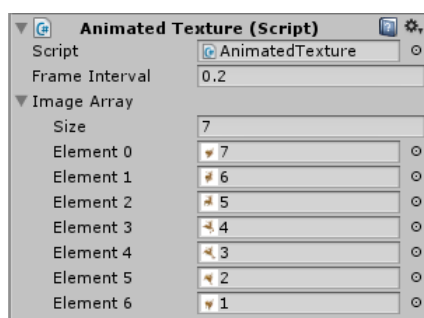 Animated Texture (Script)
Script AnimatedTexture
Frame Interval 0.2
Image Array
Size 7
Element 0 7
Element 1 6
Element 2 5
Element 3 4
Element 4 3
Element 5 2
Element 6 1